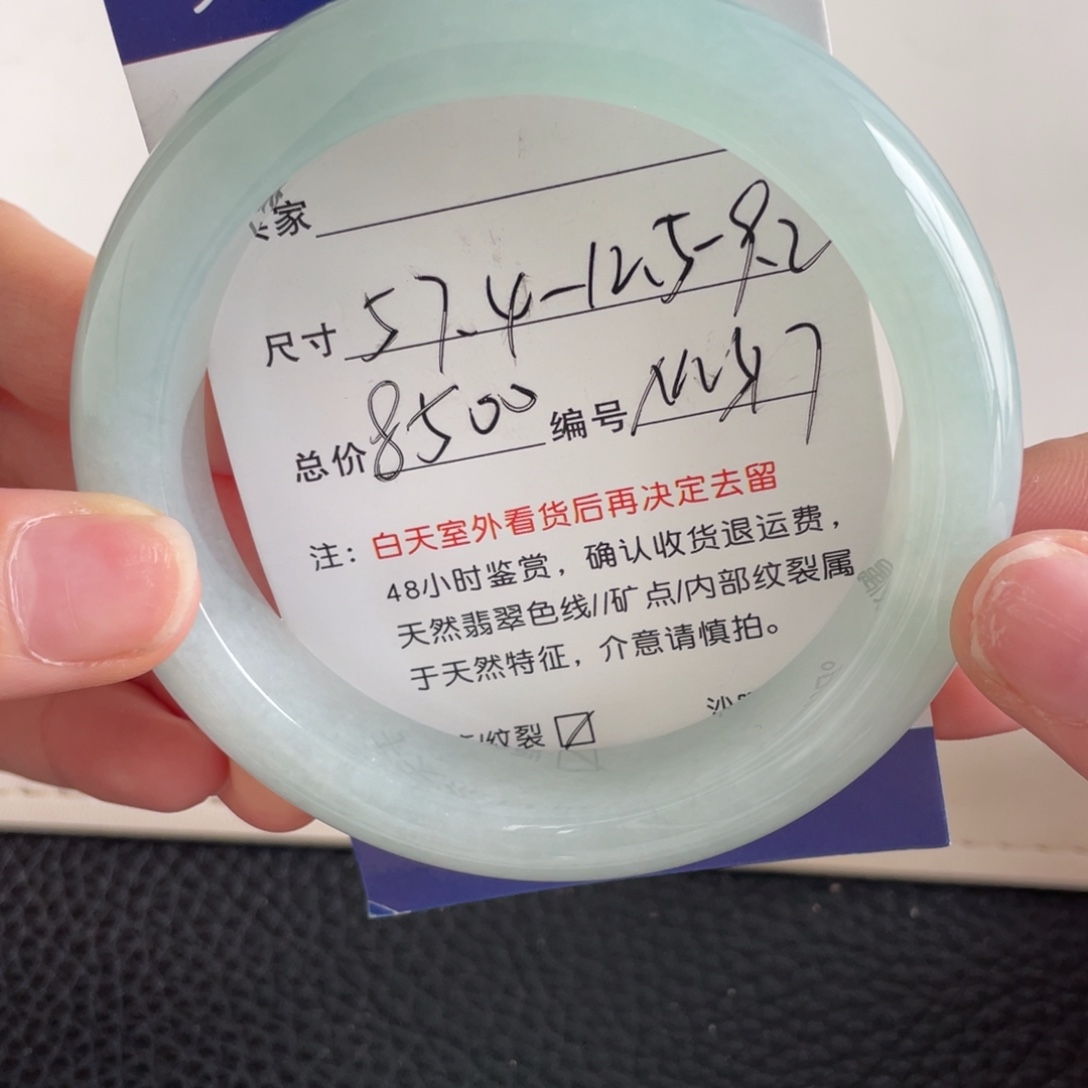 家
尺寸 57.4-12.5-9.2
总价 8500 编号
注：白天室外看货后再决定去留
48小时鉴赏，确认收货退运费，
天然翡翠色线//矿点/内部纹裂属
于天然特征，介意请慎拍。
/纹裂